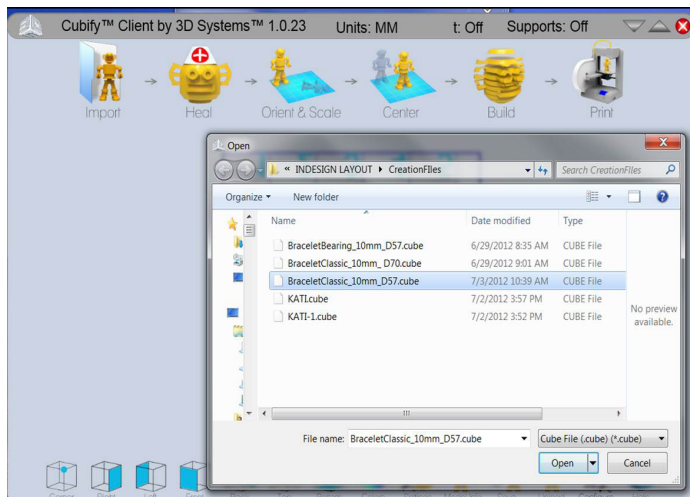 Cubify™ Client by 3D Systems™ 1.0.23 Units: MM t: Off Supports: Off
Import Heal Orient & Scale Center Build Print
Open
« INDESIGN LAYOUT CreationFIles Search CreationFiles
Organize New folder
Name Date modified Type
BraceletBearing_10mm_D57.cube 6/29/2012 8:35 AM CUBE File
BraceletClassic_10mm_ D70.cube 6/29/2012 9:01 AM CUBE File
BraceletClassic_10mm_D57.cube 7/3/2012 10:39 AM CUBE File
KATI.cube 7/2/2012 3:57 PM CUBE File
KATI-1.cube 7/2/2012 3:52 PM CUBE File
No preview
available.
File name: BraceletClassic_10mm_D57.cube Cube File (.cube) (*.cube)
Open Cancel